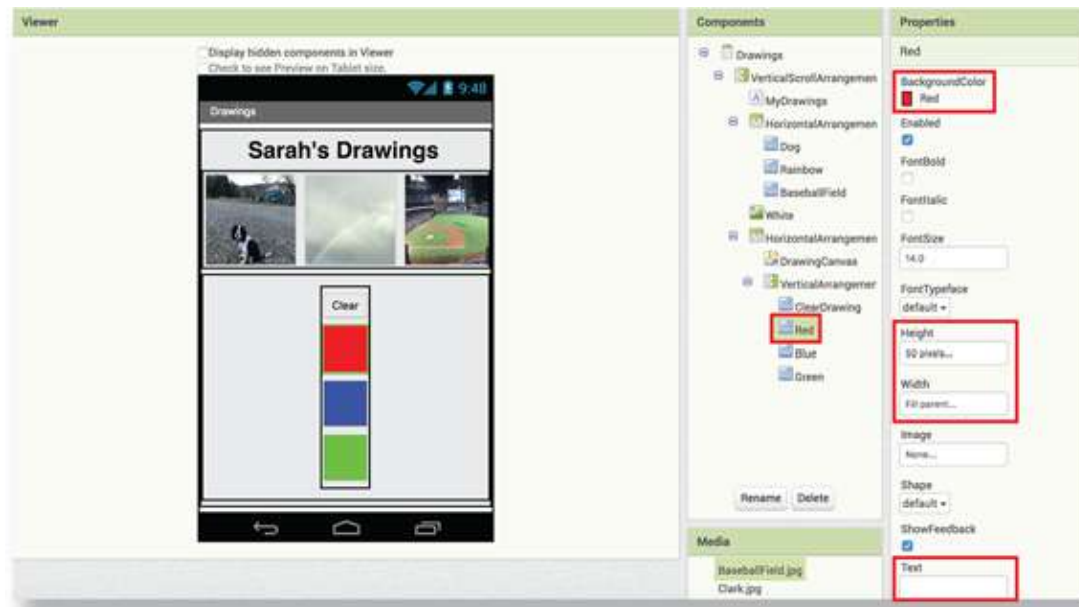 Viewer
Display hidden components in Viewer
Check to see Preview on Tablet size.
9:48
Drawings
Sarah's Drawings
Clear
Components
Drawings
VerticalScrollArrangemen
MyDrawings
HorizontalArrangemen
Dog
Rainbow
BaseballField
White
HorizontalArrangemen
DrawingCanvas
VerticalArrangemer
ClearDrawing
Red
Blue
Green
Rename Delete
Media
BaseballField.jpg
Clark.jpg
Properties
Red
BackgroundColor
Red
Enabled
FontBold
FontItalic
FontSize
14.0
FontTypeface
default
Height
50 pixels...
Width
Fill parent...
Image
None...
Shape
default
ShowFeedback
Text